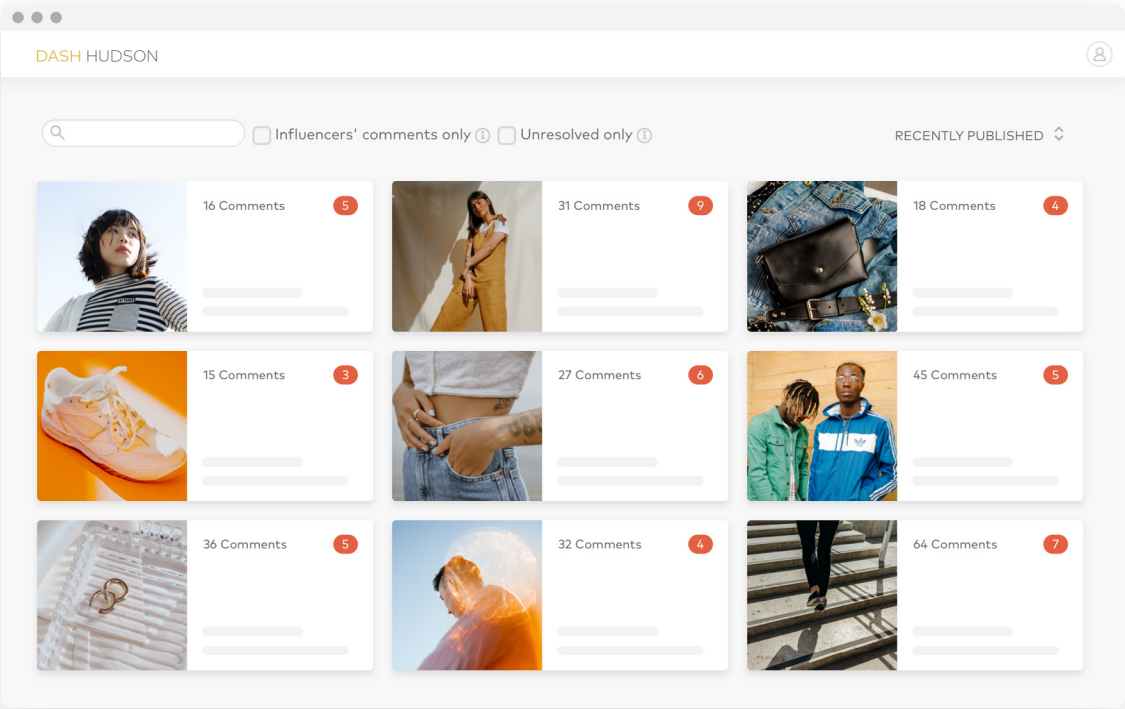 DASH HUDSON
Influencers' comments only
Unresolved only
RECENTLY PUBLISHED
16 Comments 5
31 Comments 9
18 Comments 4
15 Comments 3
27 Comments 6
45 Comments 5
36 Comments 5
32 Comments 4
64 Comments 7